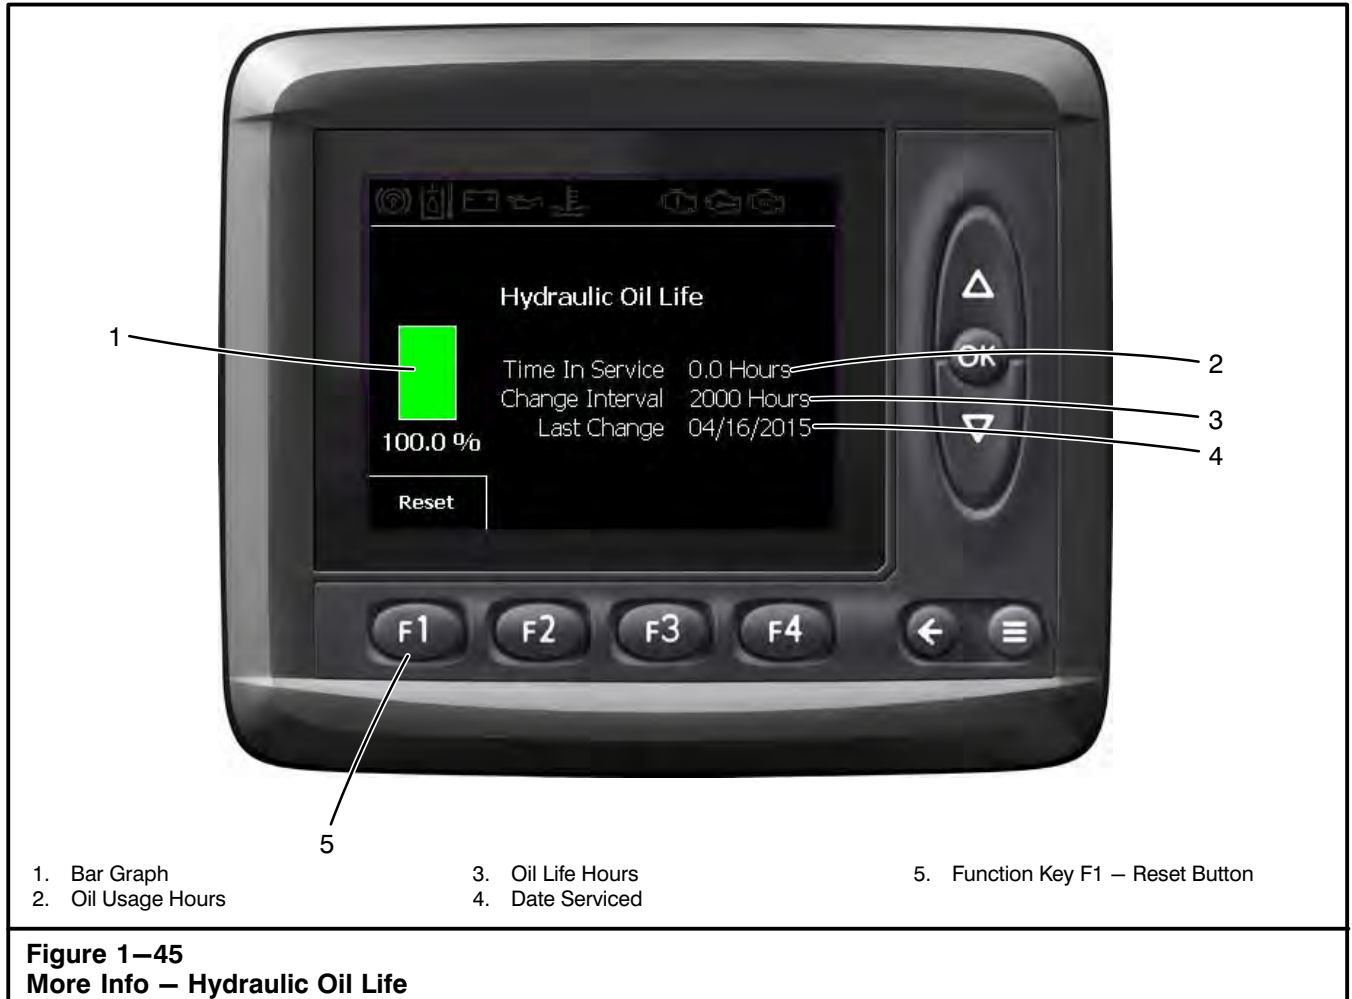 Hydraulic Oil Life
Time In Service 0.0 Hours
Change Interval 2000 Hours
Last Change 04/16/2015
100.0 %
Reset
OK
F1 F2 F3 F4
1
2
3
4
5
1. Bar Graph
2. Oil Usage Hours
3. Oil Life Hours
4. Date Serviced
5. Function Key F1 – Reset Button
Figure 1–45
More Info – Hydraulic Oil Life